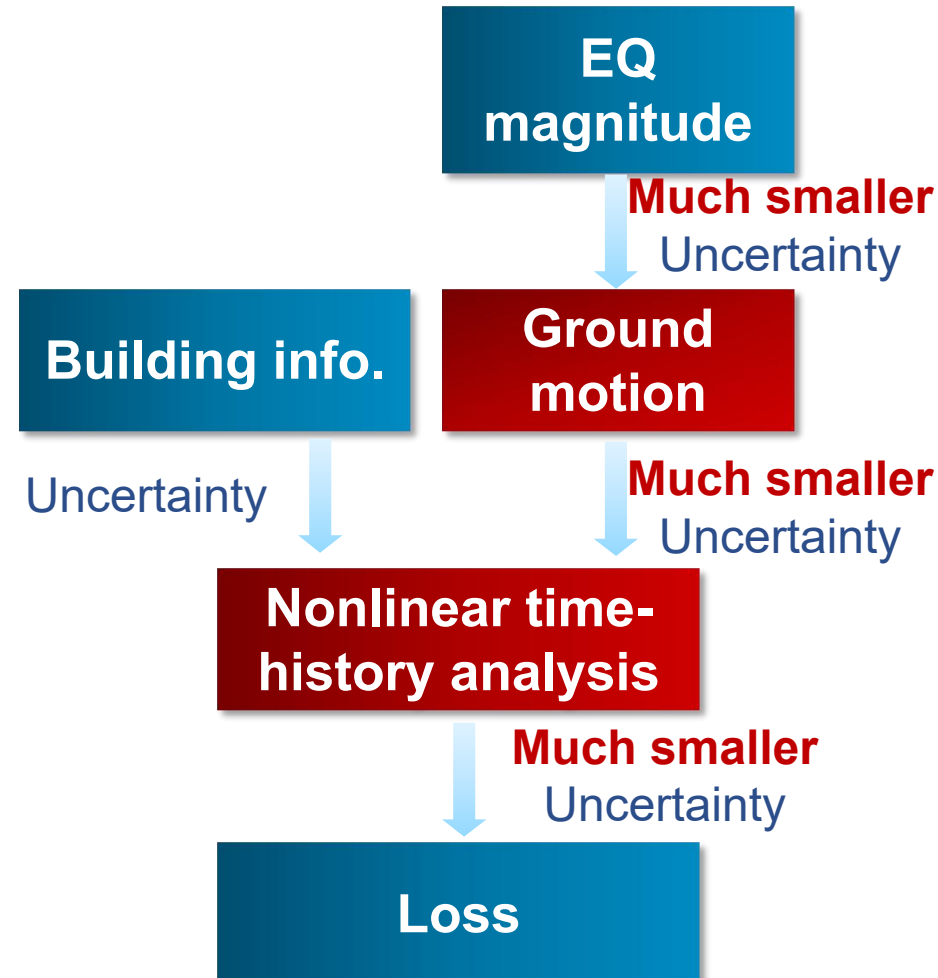 EQ
magnitude
Much smaller
Uncertainty
Building info.
Ground
motion
Uncertainty
Much smaller
Uncertainty
Nonlinear time-
history analysis
Much smaller
Uncertainty
Loss